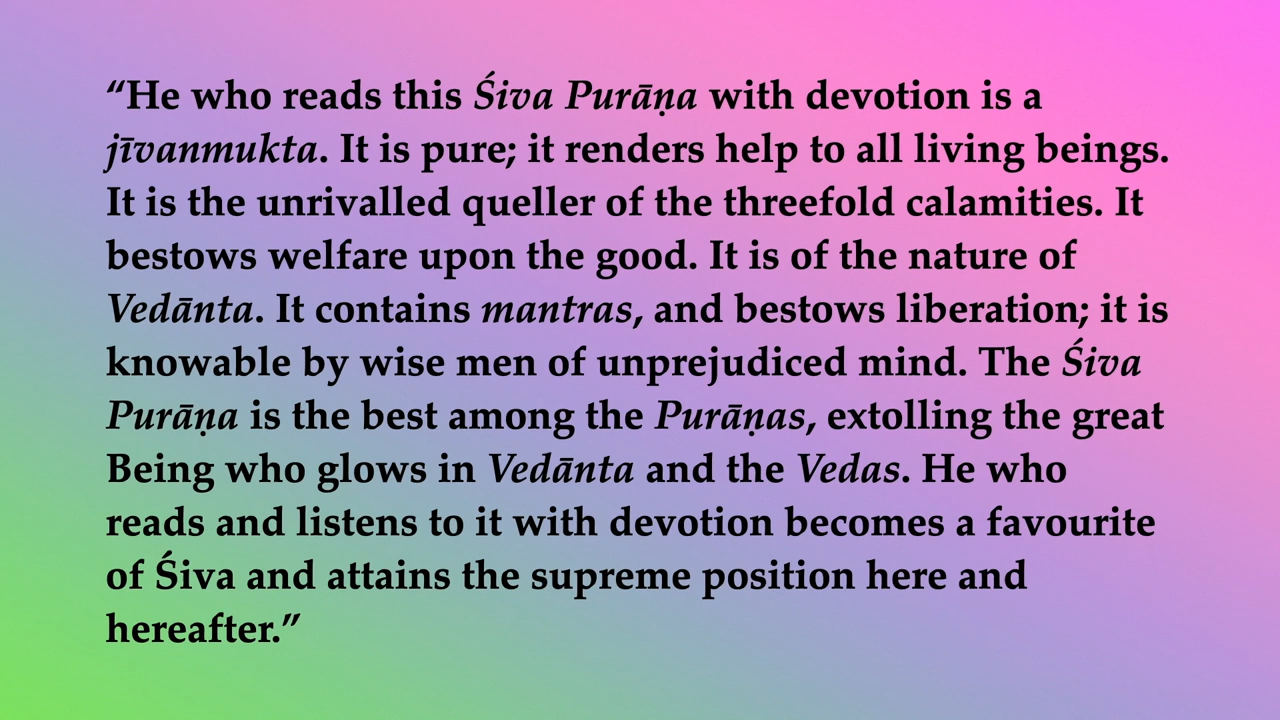 “He who reads this Śiva Purāṇa with devotion is a
jīvanmukta. It is pure; it renders help to all living beings.
It is the unrivalled queller of the threefold calamities. It
bestows welfare upon the good. It is of the nature of
Vedānta. It contains mantras, and bestows liberation; it is
knowable by wise men of unprejudiced mind. The Śiva
Purāṇa is the best among the Purāṇas, extolling the great
Being who glows in Vedānta and the Vedas. He who
reads and listens to it with devotion becomes a favourite
of Śiva and attains the supreme position here and
hereafter.”